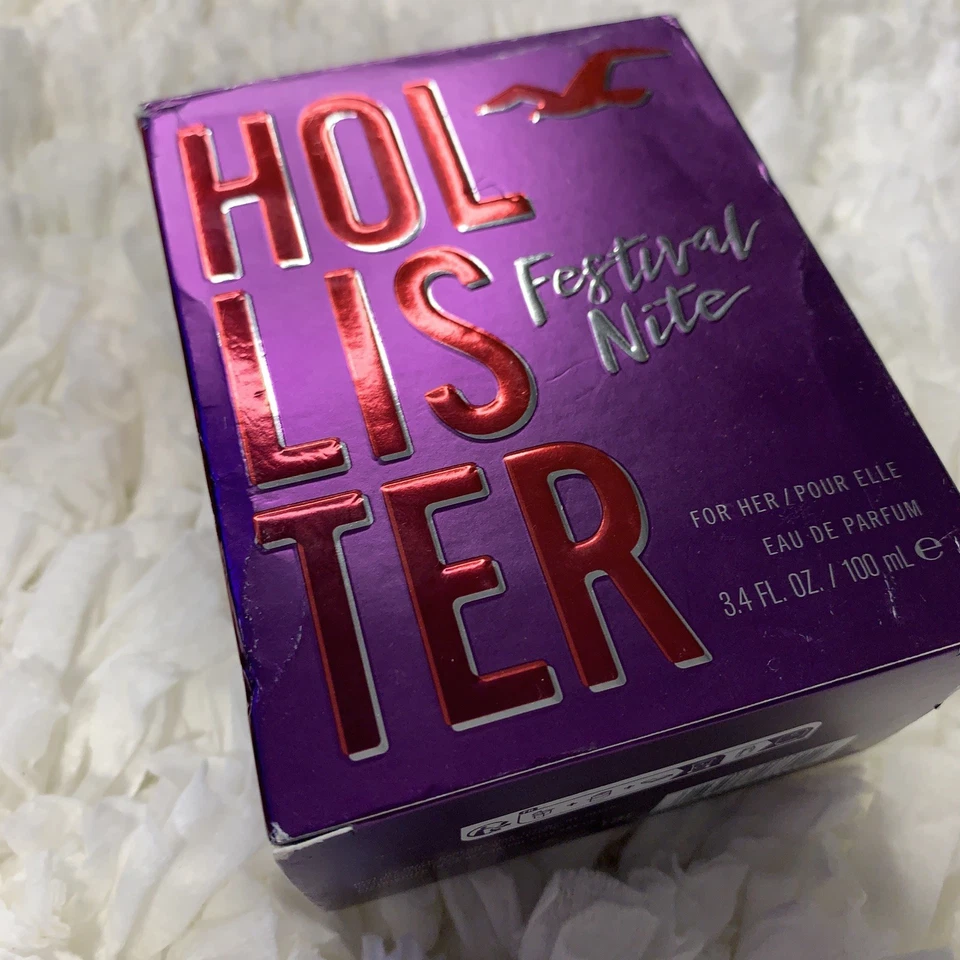 HOL
LIS
TER
Festival
Nite
FOR HER / POUR ELLE
EAU DE PARFUM
3.4 FL. OZ. / 100 mL ℮